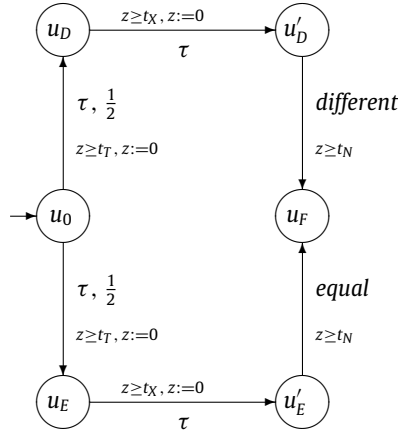 z≥t_X, z:=0
u_D u′_D
τ
τ, 1/2
different
z≥t_T, z:=0
z≥t_N
u_0 u_F
τ, 1/2
equal
z≥t_T, z:=0
z≥t_N
z≥t_X, z:=0
u_E u′_E
τ